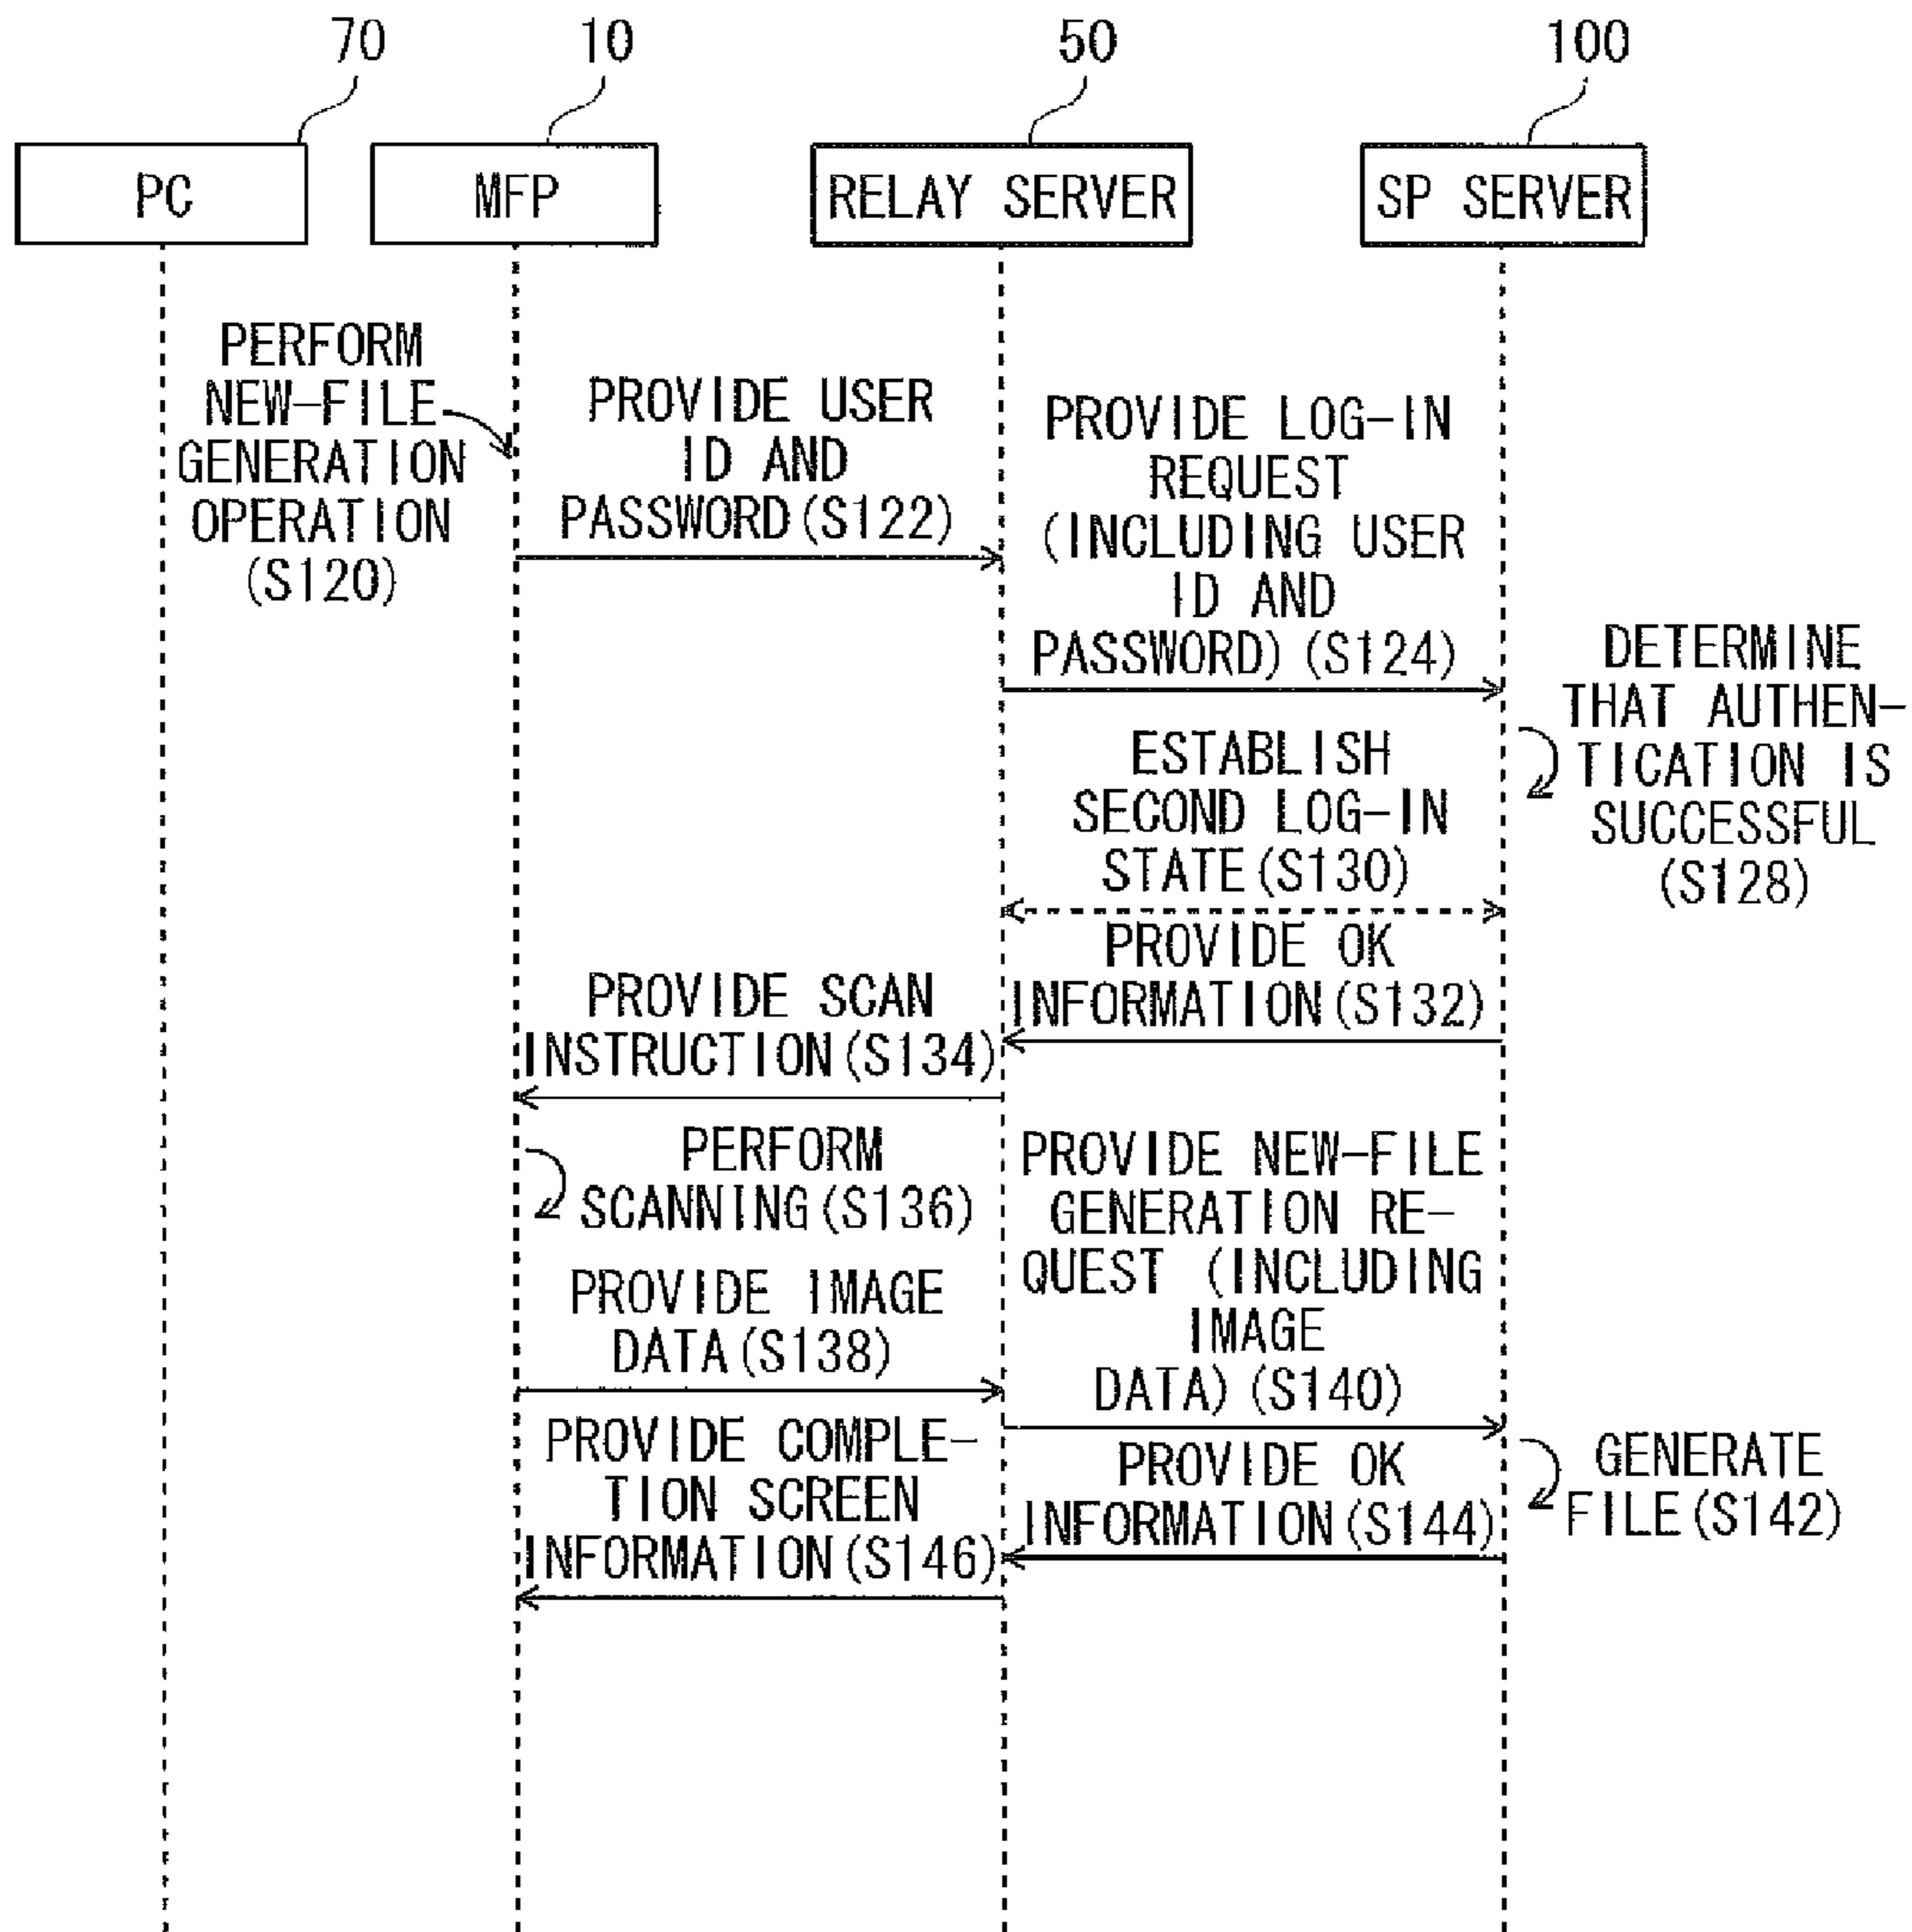 70
10
50
100
PC
MFP
RELAY SERVER
SP SERVER
PERFORM
NEW-FILE
GENERATION
OPERATION
(S120)
PROVIDE USER
ID AND
PASSWORD(S122)
PROVIDE LOG-IN
REQUEST
(INCLUDING USER
ID AND
PASSWORD) (S124)
DETERMINE
THAT AUTHEN-
TICATION IS
SUCCESSFUL
(S128)
ESTABLISH
SECOND LOG-IN
STATE(S130)
PROVIDE OK
INFORMATION(S132)
PROVIDE SCAN
INSTRUCTION(S134)
PERFORM
SCANNING(S136)
PROVIDE IMAGE
DATA(S138)
PROVIDE NEW-FILE
GENERATION RE-
QUEST (INCLUDING
IMAGE
DATA) (S140)
GENERATE
FILE(S142)
PROVIDE OK
INFORMATION(S144)
PROVIDE COMPLE-
TION SCREEN
INFORMATION(S146)